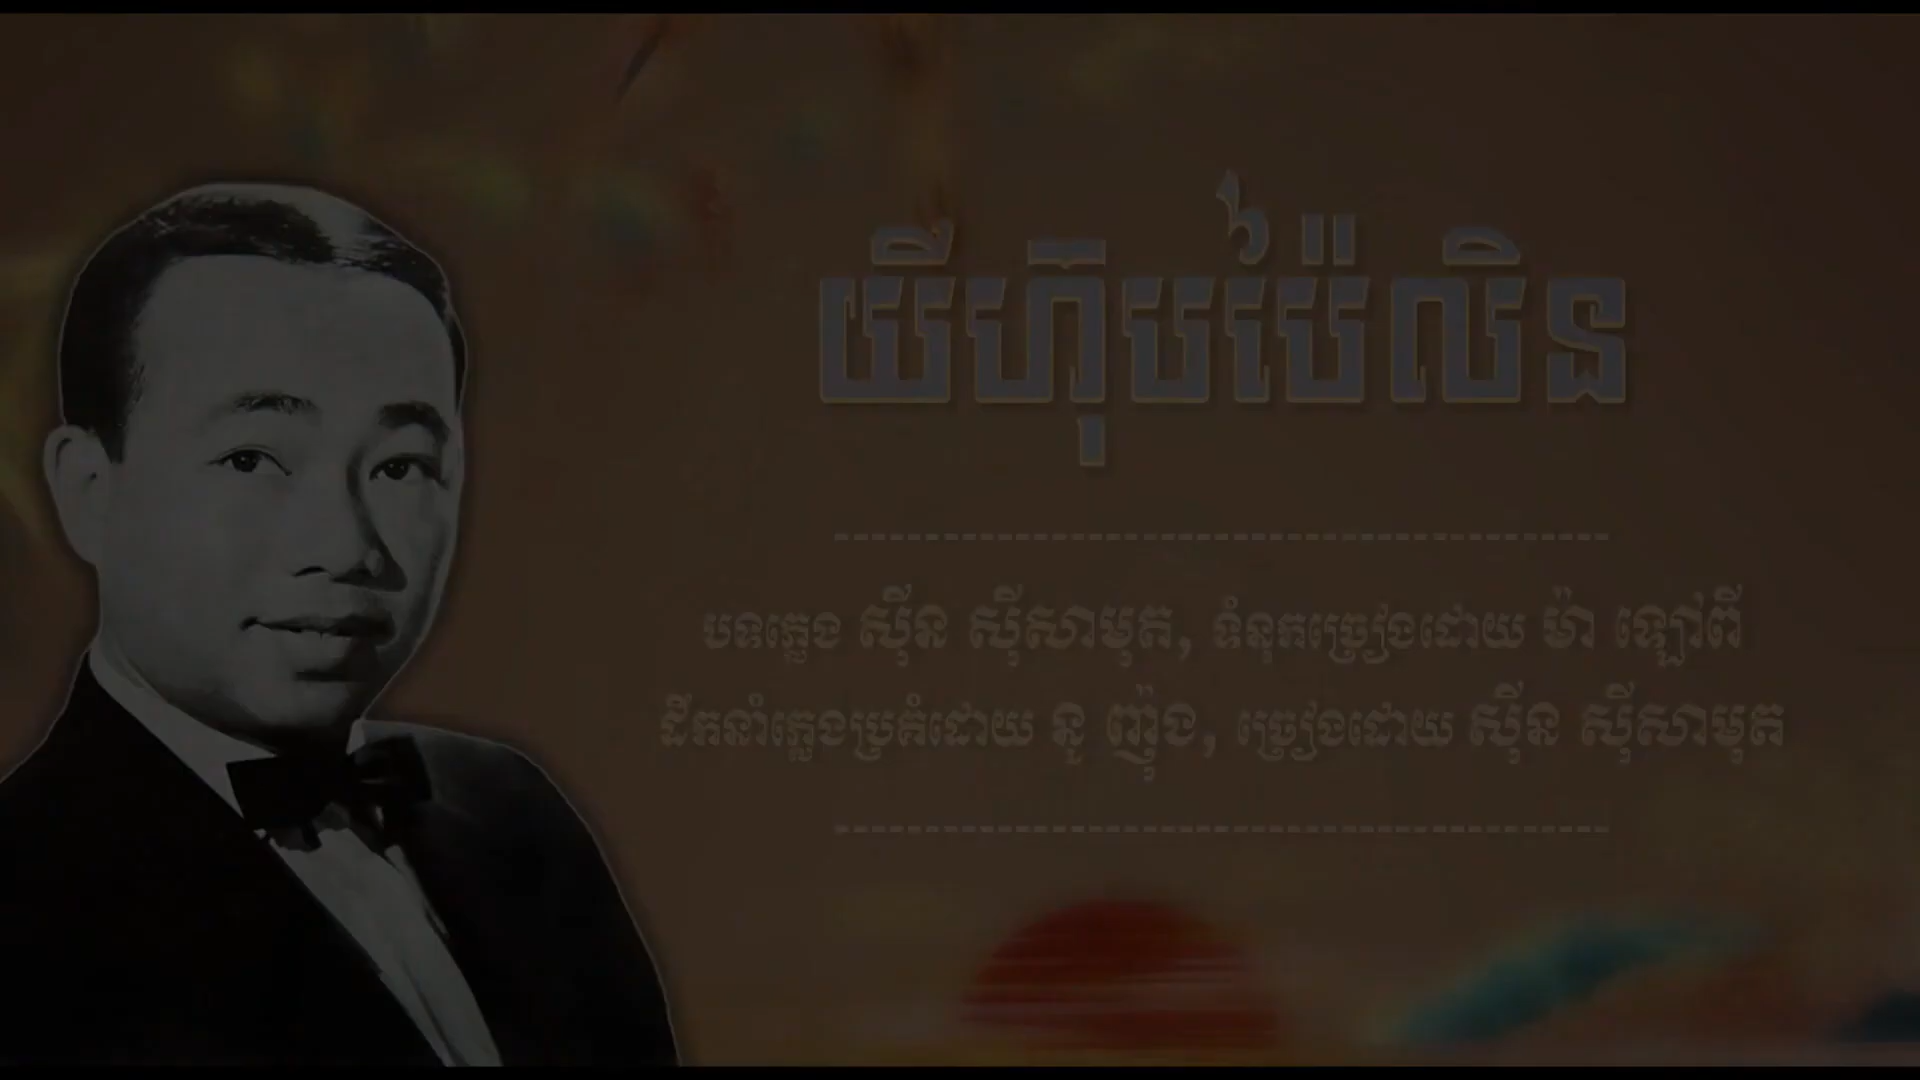 យីហ៊ុបប៉ៃលិន
បទភ្លេង ស៊ីន ស៊ីសាមុត, ទំនុកច្រៀងដោយ ម៉ា ឡៅពី
ដឹកនាំភ្លេងប្រគំដោយ នូ ញ៉ុង, ច្រៀងដោយ ស៊ីន ស៊ីសាមុត